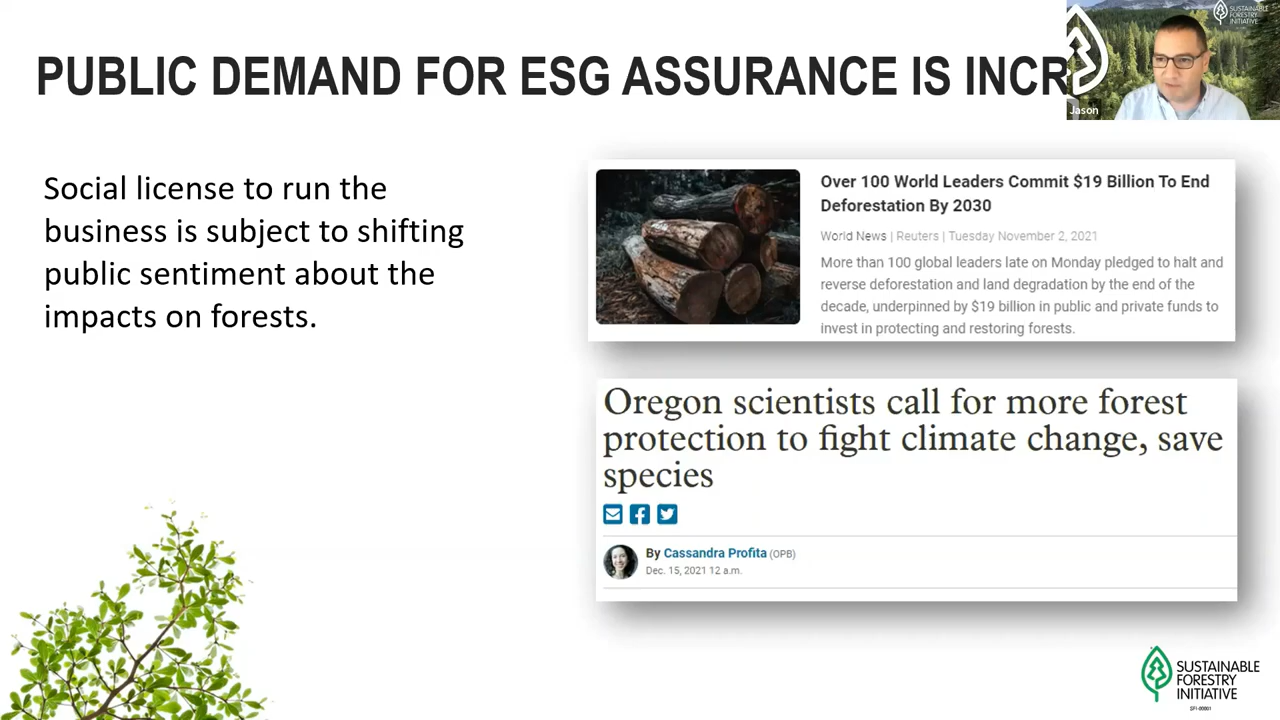 PUBLIC DEMAND FOR ESG ASSURANCE IS INCR
SUSTAINABLE
FORESTRY
INITIATIVE
Jason
Social license to run the
business is subject to shifting
public sentiment about the
impacts on forests.
Over 100 World Leaders Commit $19 Billion To End
Deforestation By 2030
World News | Reuters | Tuesday November 2, 2021
More than 100 global leaders late on Monday pledged to halt and
reverse deforestation and land degradation by the end of the
decade, underpinned by $19 billion in public and private funds to
invest in protecting and restoring forests.
Oregon scientists call for more forest
protection to fight climate change, save
species
By Cassandra Profita (OPB)
Dec. 15, 2021 12 a.m.
SUSTAINABLE
FORESTRY
INITIATIVE
SFI-00001